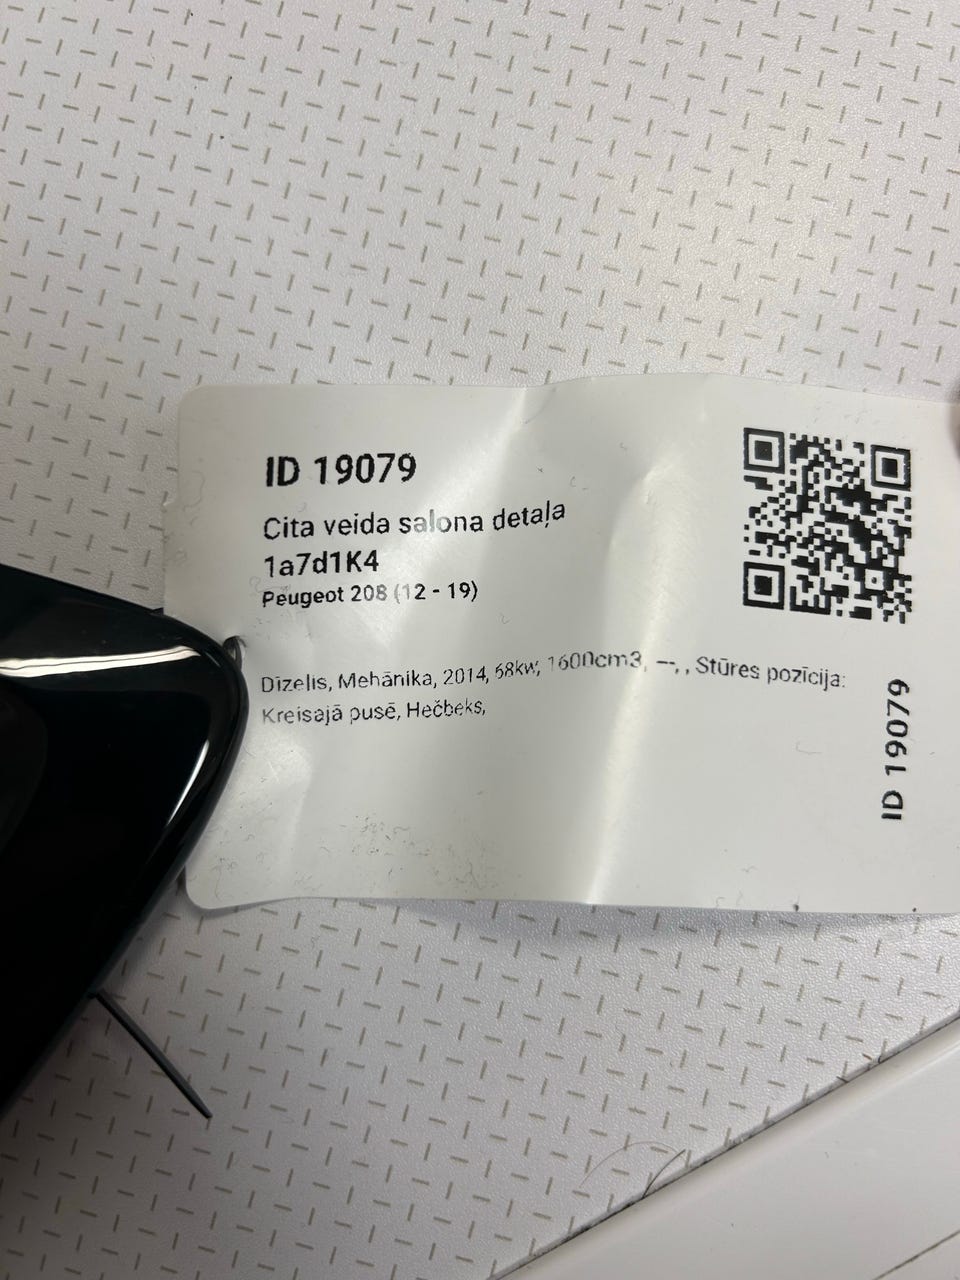 ID 19079
Cita veida salona detaļa
1a7d1K4
Peugeot 208 (12 - 19)
Dīzelis, Mehānika, 2014, 68kw, 1600cm3, --, , Stūres pozīcija:
Kreisajā pusē, Hečbeks,
ID 19079